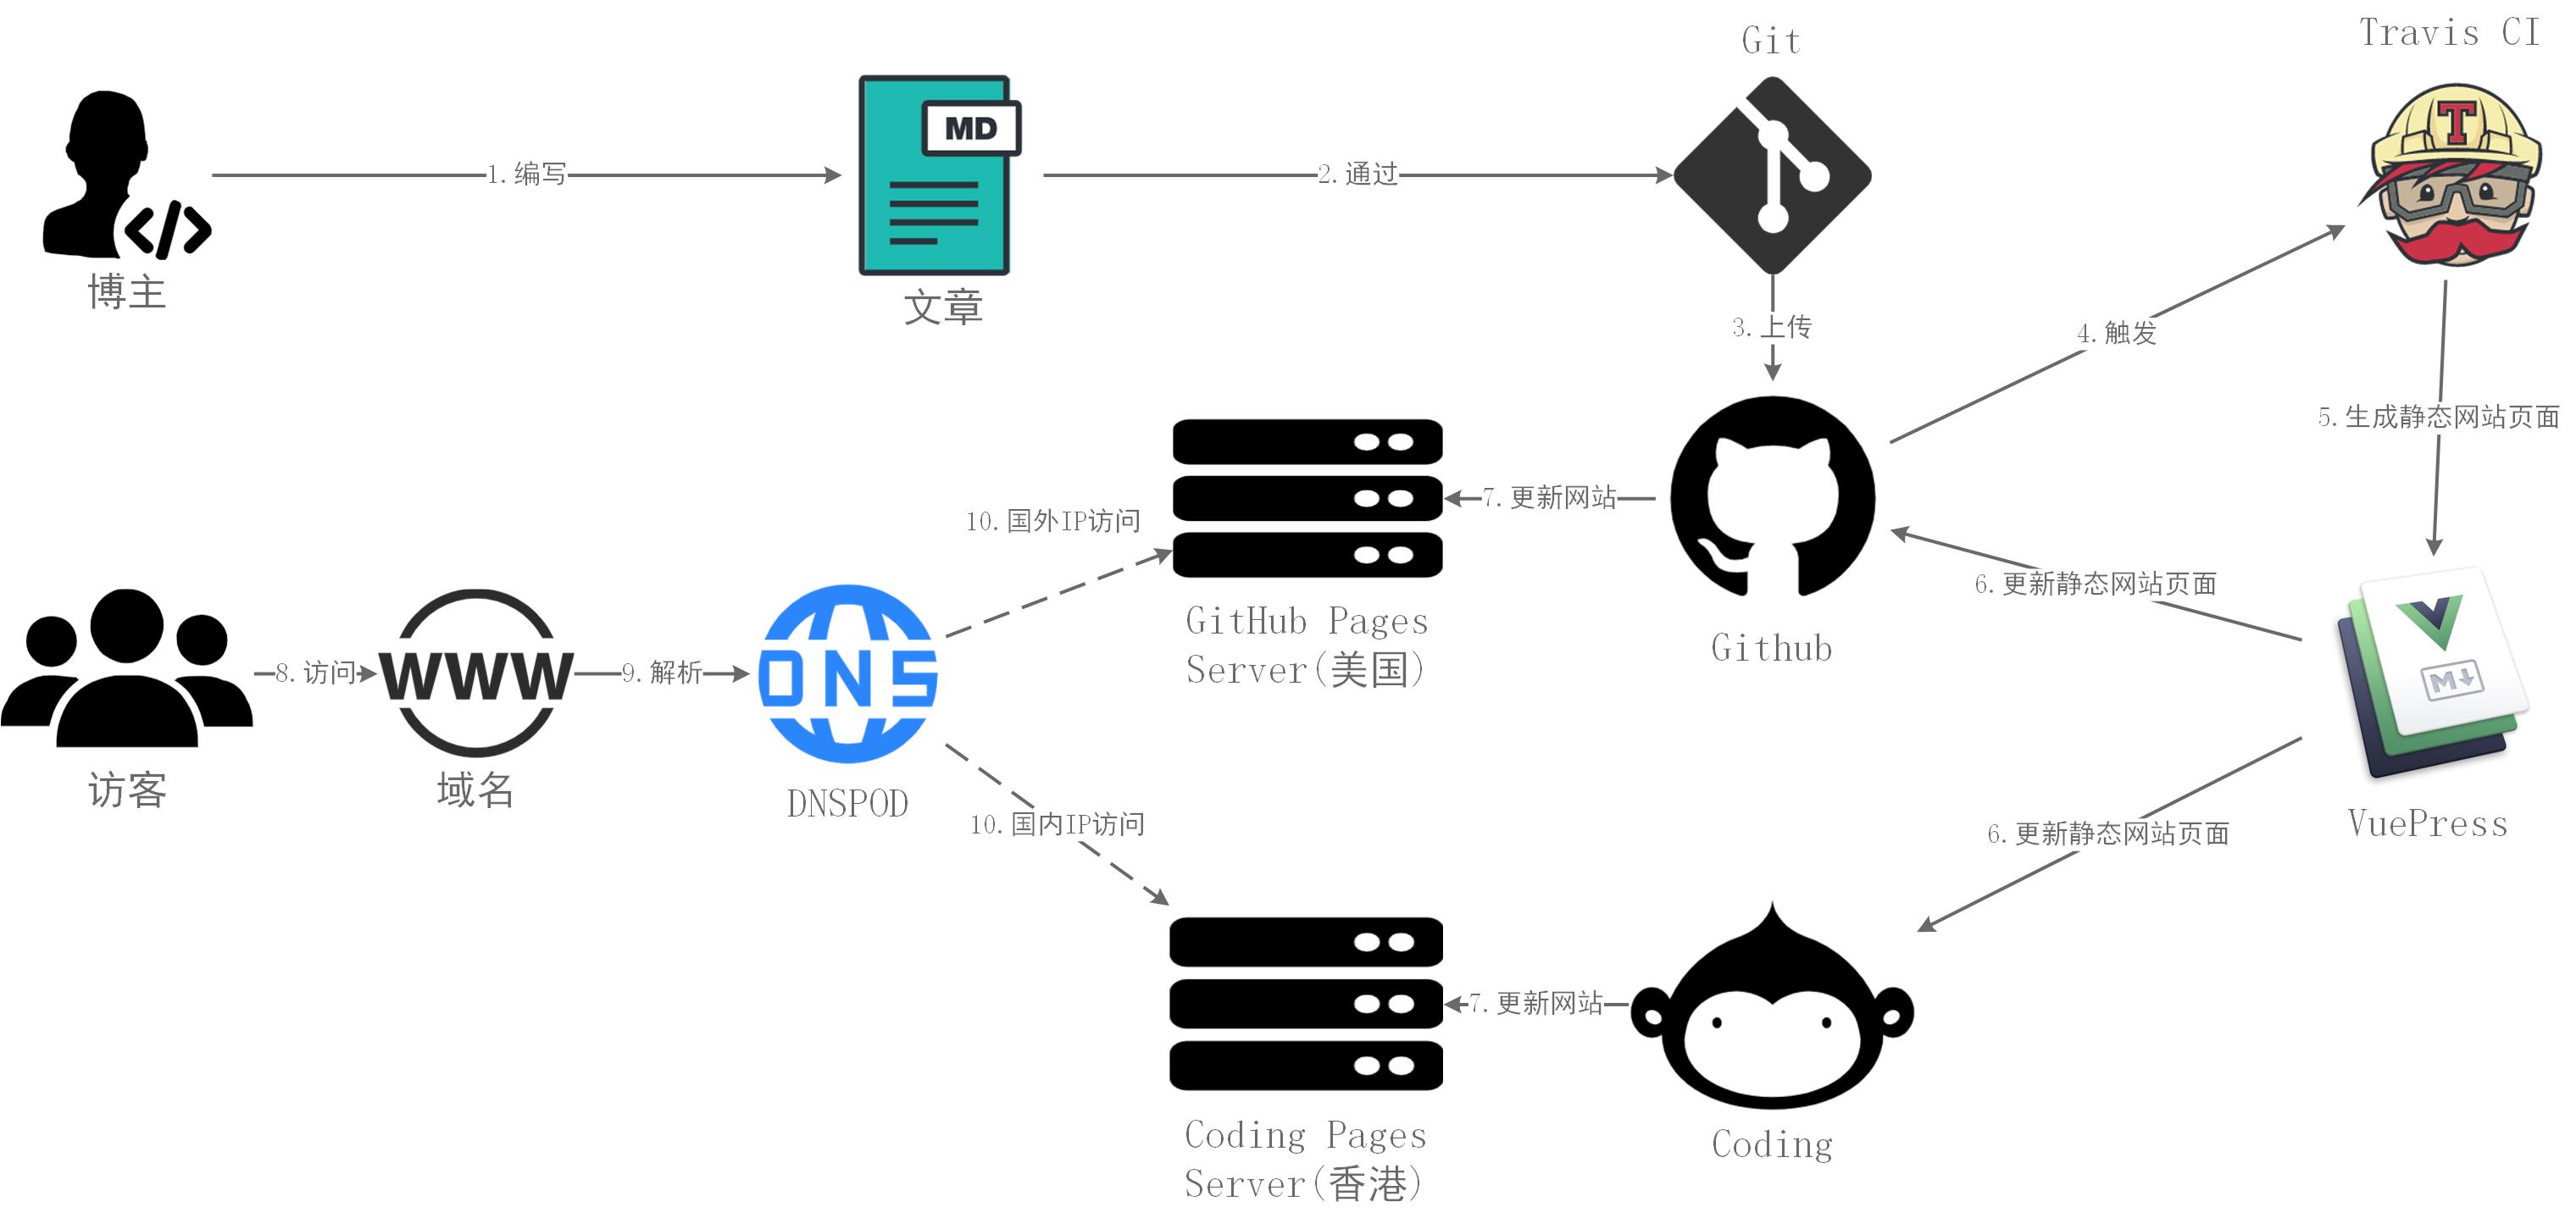 Git
Travis CI
T
MD
1. 编写
2. 通过
博主
文章
3. 上传
4. 触发
5. 生成静态网站页面
7. 更新网站
10. 国外IP访问
6. 更新静态网站页面
GitHub Pages
Server(美国)
Github
8. 访问
WWW
9. 解析
DNS
M
访客
域名
DNSPOD
10. 国内IP访问
VuePress
6. 更新静态网站页面
7. 更新网站
Coding Pages
Server(香港)
Coding